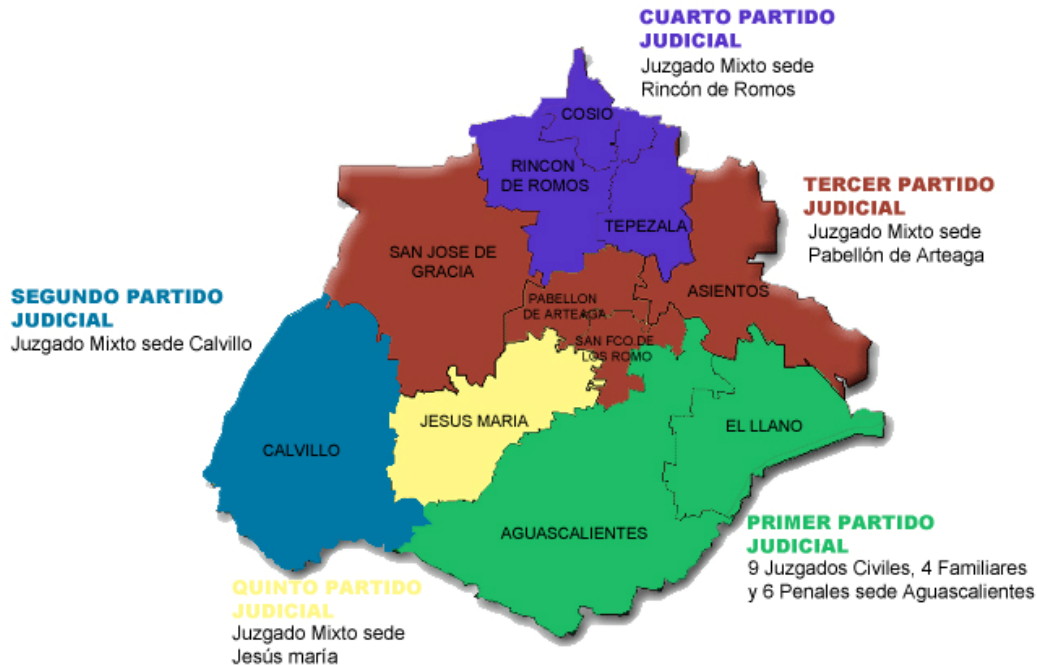 CUARTO PARTIDO
JUDICIAL
Juzgado Mixto sede
Rincón de Romos
COSIO
RINCON
DE ROMOS
TEPEZALA
TERCER PARTIDO
JUDICIAL
Juzgado Mixto sede
Pabellón de Arteaga
SAN JOSE DE
GRACIA
ASIENTOS
PABELLON
DE ARTEAGA
SAN FCO.DE
LOS ROMO
SEGUNDO PARTIDO
JUDICIAL
Juzgado Mixto sede Calvillo
JESUS MARIA
EL LLANO
CALVILLO
AGUASCALIENTES
PRIMER PARTIDO
JUDICIAL
9 Juzgados Civiles, 4 Familiares
y 6 Penales sede Aguascalientes
QUINTO PARTIDO
JUDICIAL
Juzgado Mixto sede
Jesús maría